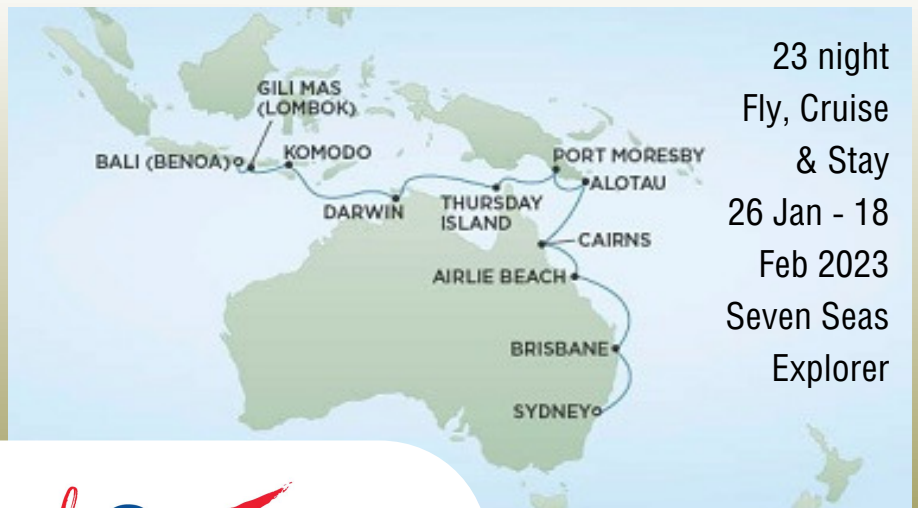 23 night
Fly, Cruise
& Stay
26 Jan - 18
Feb 2023
Seven Seas
Explorer
GILI MAS
(LOMBOK)
BALI (BENOA)
KOMODO
DARWIN
THURSDAY
ISLAND
PORT MORESBY
ALOTAU
CAIRNS
AIRLIE BEACH
BRISBANE
SYDNEY